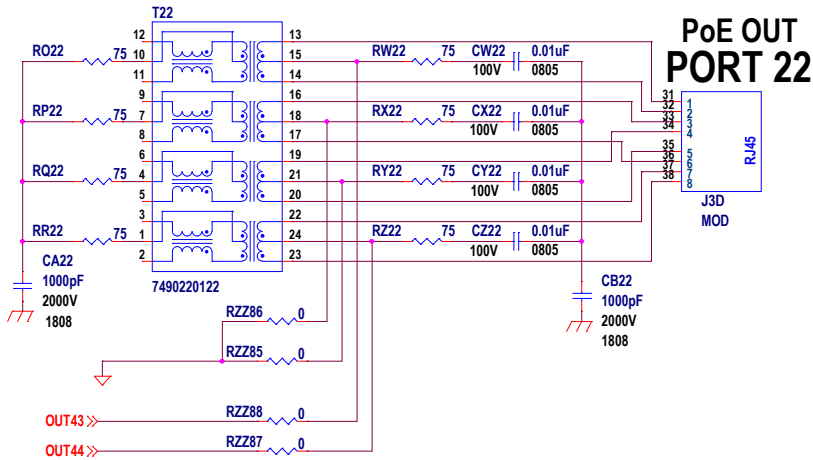 T22
PoE OUT
PORT 22
12
13
RO22
75
10
15
RW22
75
CW22
0.01uF
11
14
100V
0805
9
16
RP22
75
7
18
RX22
75
CX22
0.01uF
8
17
100V
0805
6
19
RQ22
75
4
21
RY22
75
CY22
0.01uF
5
20
100V
0805
3
22
RR22
75
1
24
RZ22
75
CZ22
0.01uF
2
23
100V
0805
31
32
33
34
35
36
37
38
1
2
3
4
5
6
7
8
RJ45
J3D
MOD
CA22
1000pF
2000V
1808
7490220122
CB22
1000pF
2000V
1808
RZZ86
0
RZZ85
0
OUT43
RZZ88
0
OUT44
RZZ87
0